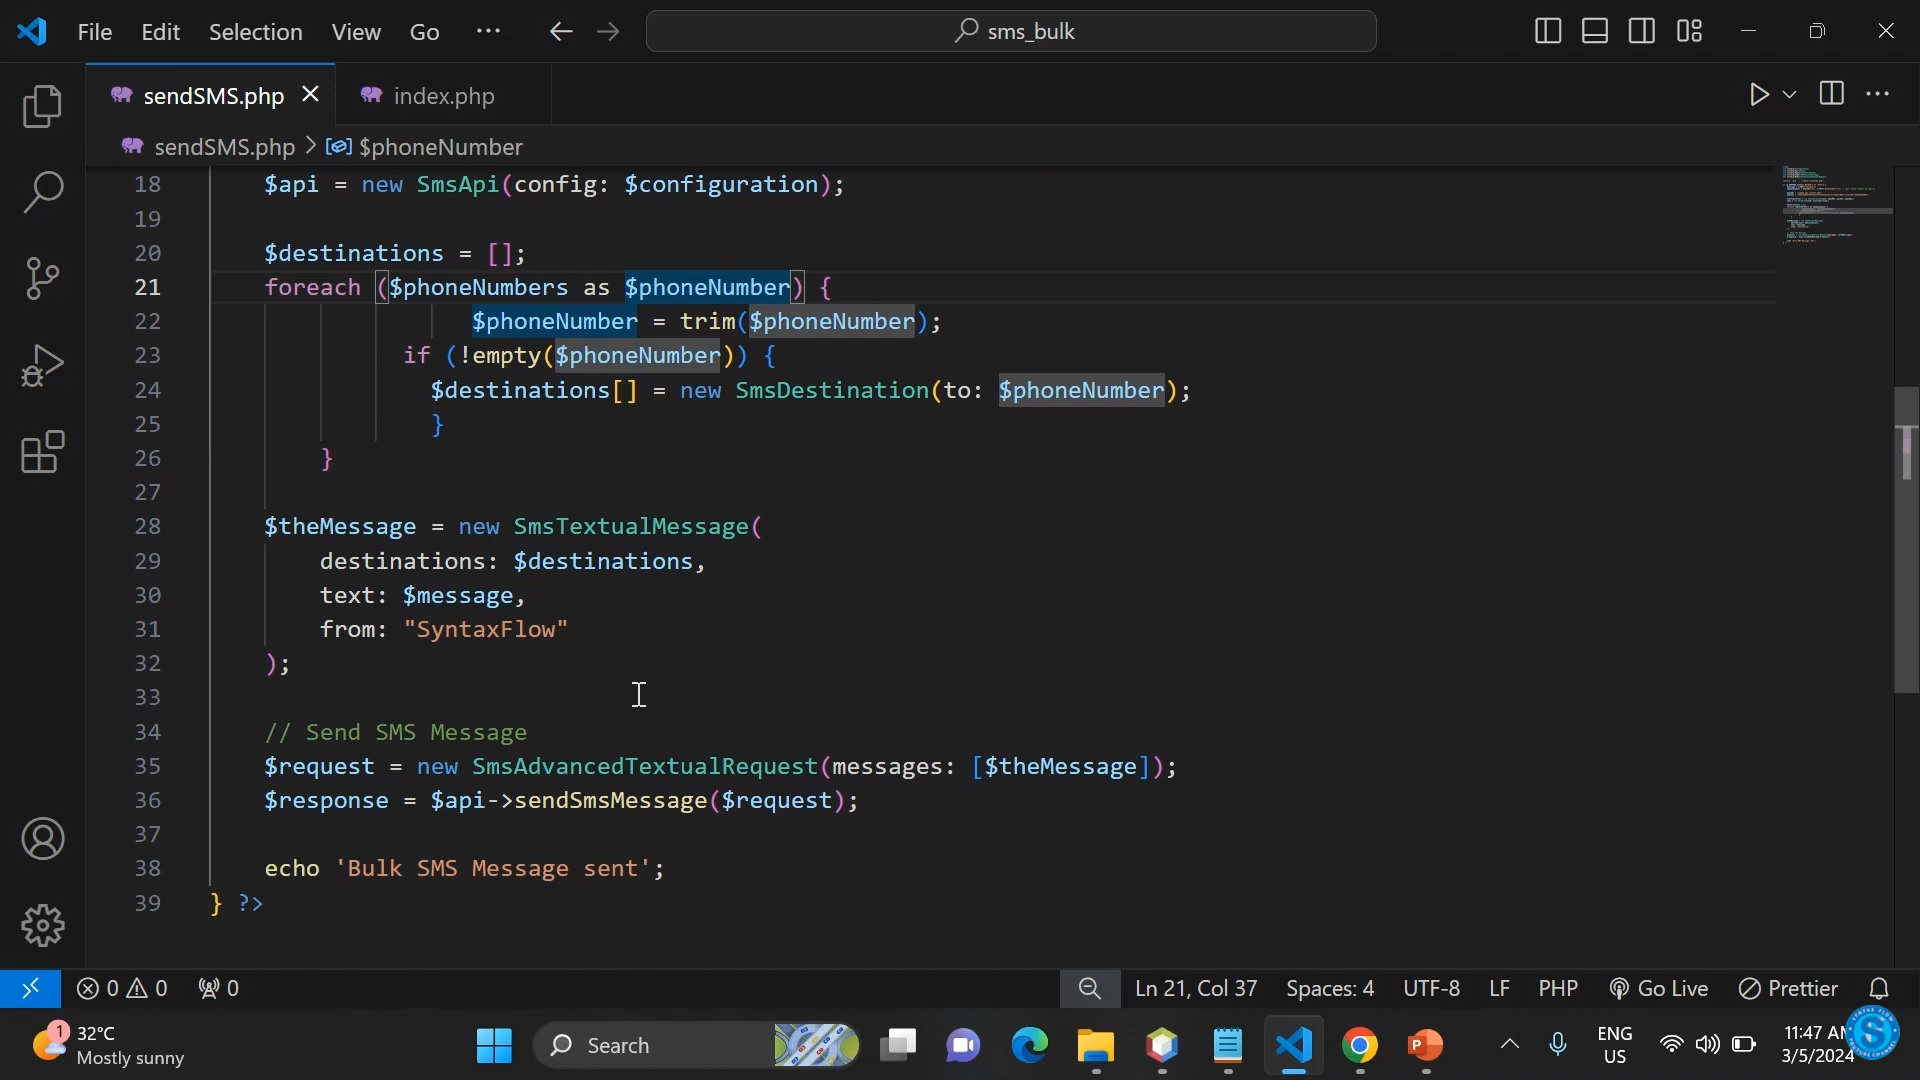 File Edit Selection View Go ··· sms_bulk
sendSMS.php index.php
sendSMS.php > $phoneNumber
18 $api = new SmsApi(config: $configuration);
19
20 $destinations = [];
21 foreach ($phoneNumbers as $phoneNumber) {
22 $phoneNumber = trim($phoneNumber);
23 if (!empty($phoneNumber)) {
24 $destinations[] = new SmsDestination(to: $phoneNumber);
25 }
26 }
27
28 $theMessage = new SmsTextualMessage(
29 destinations: $destinations,
30 text: $message,
31 from: "SyntaxFlow"
32 );
33
34 // Send SMS Message
35 $request = new SmsAdvancedTextualRequest(messages: [$theMessage]);
36 $response = $api->sendSmsMessage($request);
37
38 echo 'Bulk SMS Message sent';
39 } ?>
0 0 0 Ln 21, Col 37 Spaces: 4 UTF-8 LF PHP Go Live Prettier
1 32°C
Mostly sunny
Search
P
ENG
US
11:47 AM
3/5/2024
S